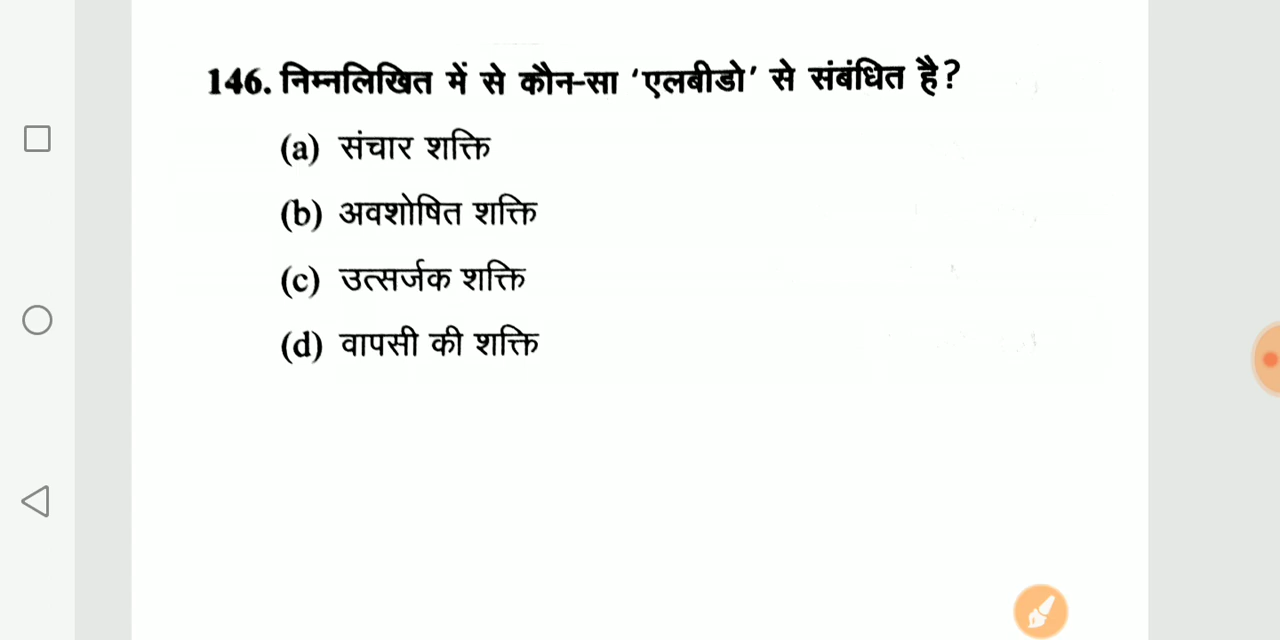 146. निम्नलिखित में से कौन-सा ‘एलबीडो’ से संबंधित है?
(a) संचार शक्ति
(b) अवशोषित शक्ति
(c) उत्सर्जक शक्ति
(d) वापसी की शक्ति